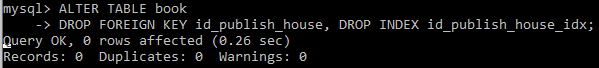 mysql> ALTER TABLE book
    -> DROP FOREIGN KEY id_publish_house, DROP INDEX id_publish_house_idx;
Query OK, 0 rows affected (0.26 sec)
Records: 0  Duplicates: 0  Warnings: 0